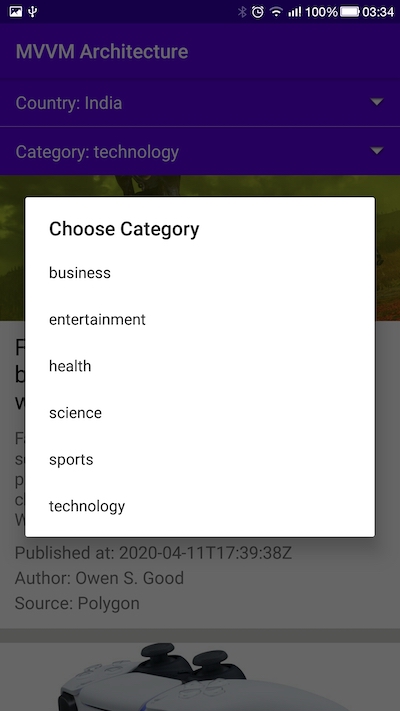 100% 03:34
MVVM Architecture
Country: India
Category: technology
Choose Category
business
entertainment
health
science
sports
technology
Published at: 2020-04-11T17:39:38Z
Author: Owen S. Good
Source: Polygon